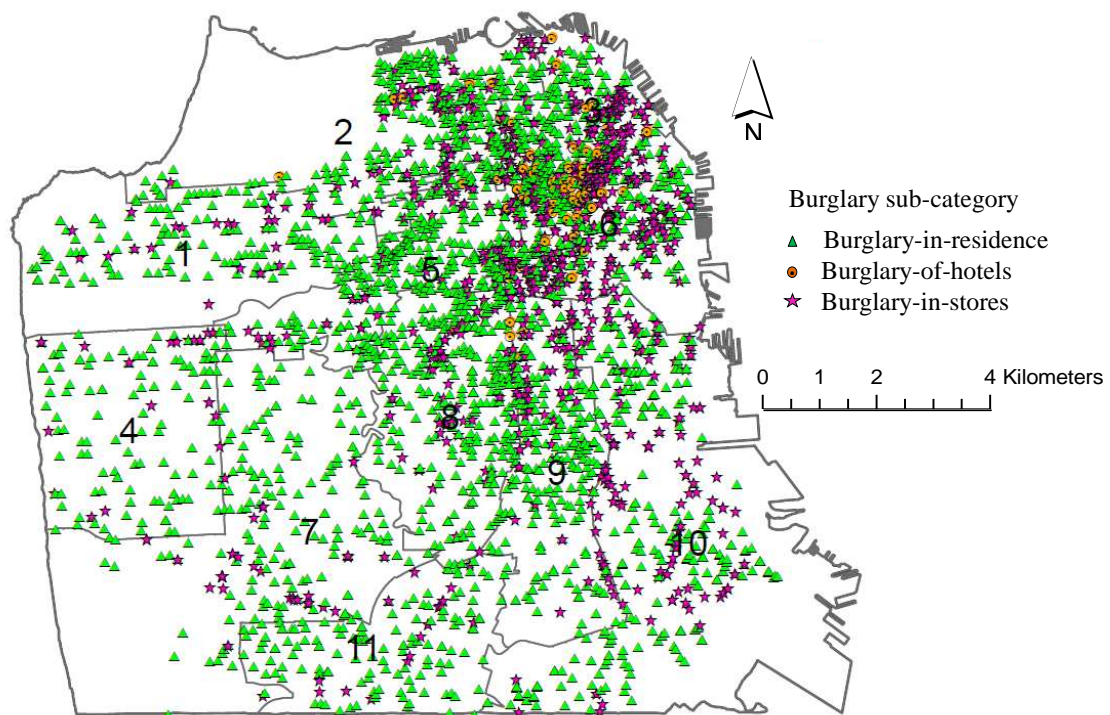 2
3
N
1
6
5
Burglary sub-category
Burglary-in-residence
Burglary-of-hotels
Burglary-in-stores
0 1 2 4 Kilometers
4
8
9
7
10
11